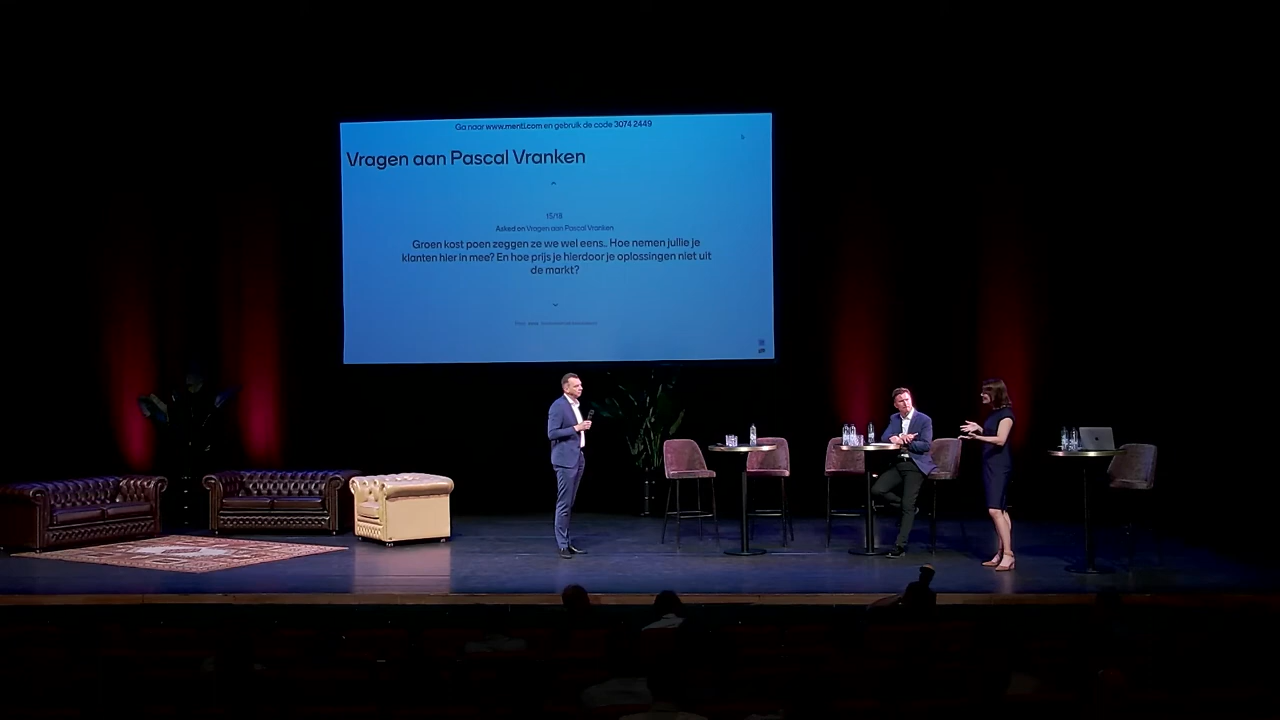 Ga naar www.menti.com en gebruik de code 3074 2449
Vragen aan Pascal Vranken
15/18
Asked on Vragen aan Pascal Vranken
Groen kost poen zeggen ze we wel eens.. Hoe nemen jullie je
klanten hier in mee? En hoe prijs je hierdoor je oplossingen niet uit
de markt?